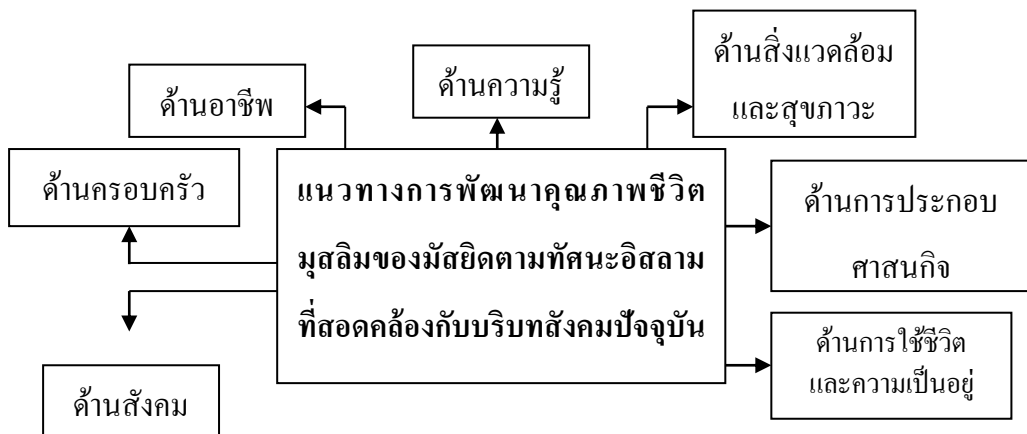 ด้านสิ่งแวดล้อม
และสุขภาวะ
ด้านความรู้
ด้านอาชีพ
ด้านครอบครัว
แนวทางการพัฒนาคุณภาพชีวิต
มุสลิมของมัสยิดตามทัศนะอิสลาม
ที่สอดคล้องกับบริบทสังคมปัจจุบัน
ด้านการประกอบ
ศาสนกิจ
ด้านการใช้ชีวิต
และความเป็นอยู่
ด้านสังคม